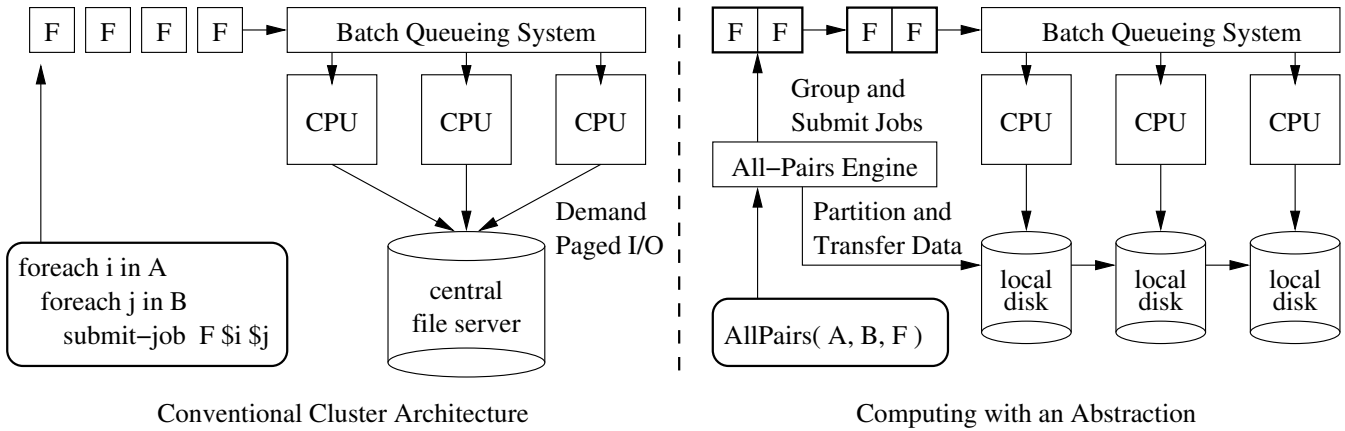 F F F F
Batch Queueing System
CPU CPU CPU
Demand
Paged I/O
central
file server
foreach i in A
foreach j in B
submit−job F $i $j
Conventional Cluster Architecture
F F F F
Batch Queueing System
Group and
Submit Jobs
CPU CPU CPU
All−Pairs Engine
Partition and
Transfer Data
local
disk
local
disk
local
disk
AllPairs( A, B, F )
Computing with an Abstraction